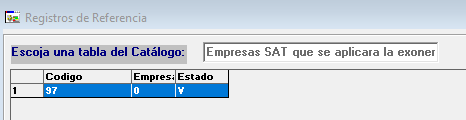 Registros de Referencia
Escoja una tabla del Catálogo: Empresas SAT que se aplicara la exoner
Codigo Empresa Estado
1 97 0 V